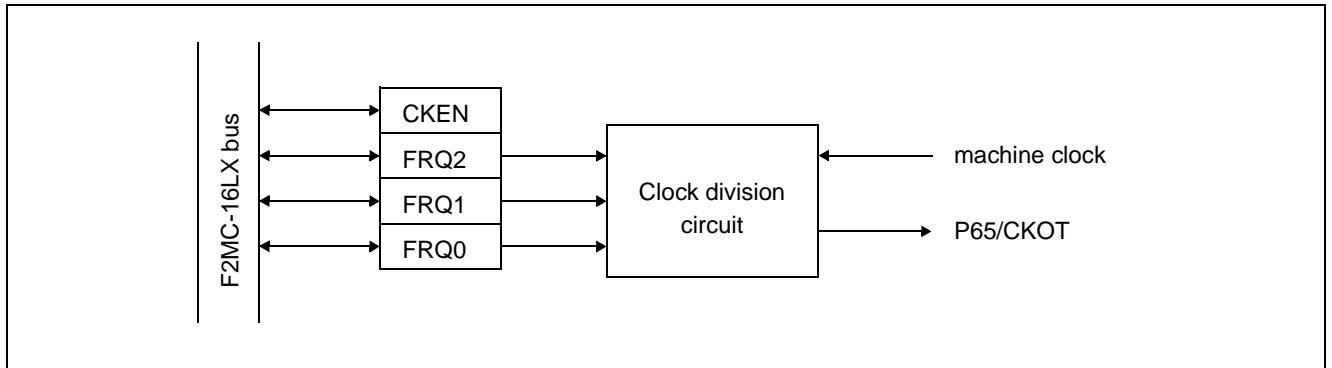 F2MC-16LX bus
CKEN
FRQ2
FRQ1
FRQ0
Clock division
circuit
machine clock
P65/CKOT